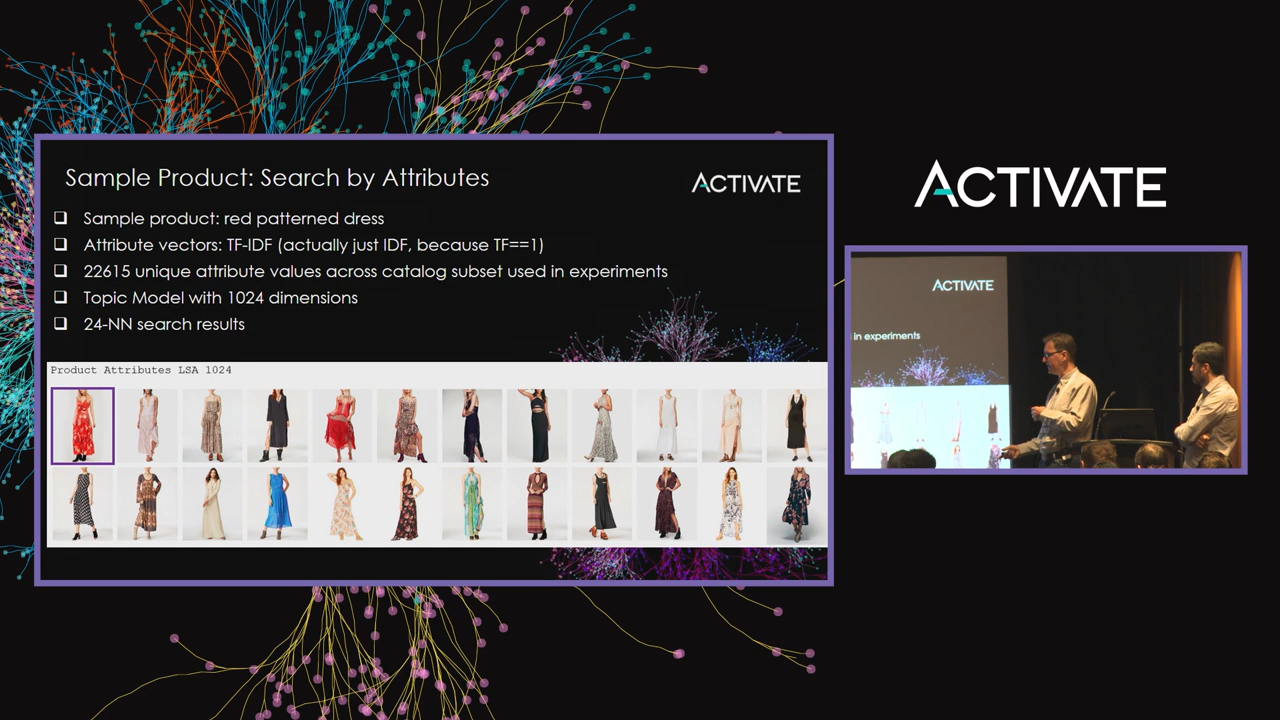 Sample Product: Search by Attributes
ACTIVATE
Sample product: red patterned dress
Attribute vectors: TF-IDF (actually just IDF, because TF==1)
22615 unique attribute values across catalog subset used in experiments
Topic Model with 1024 dimensions
24-NN search results
Product Attributes LSA 1024
ACTIVATE
ACTIVATE
in experiments